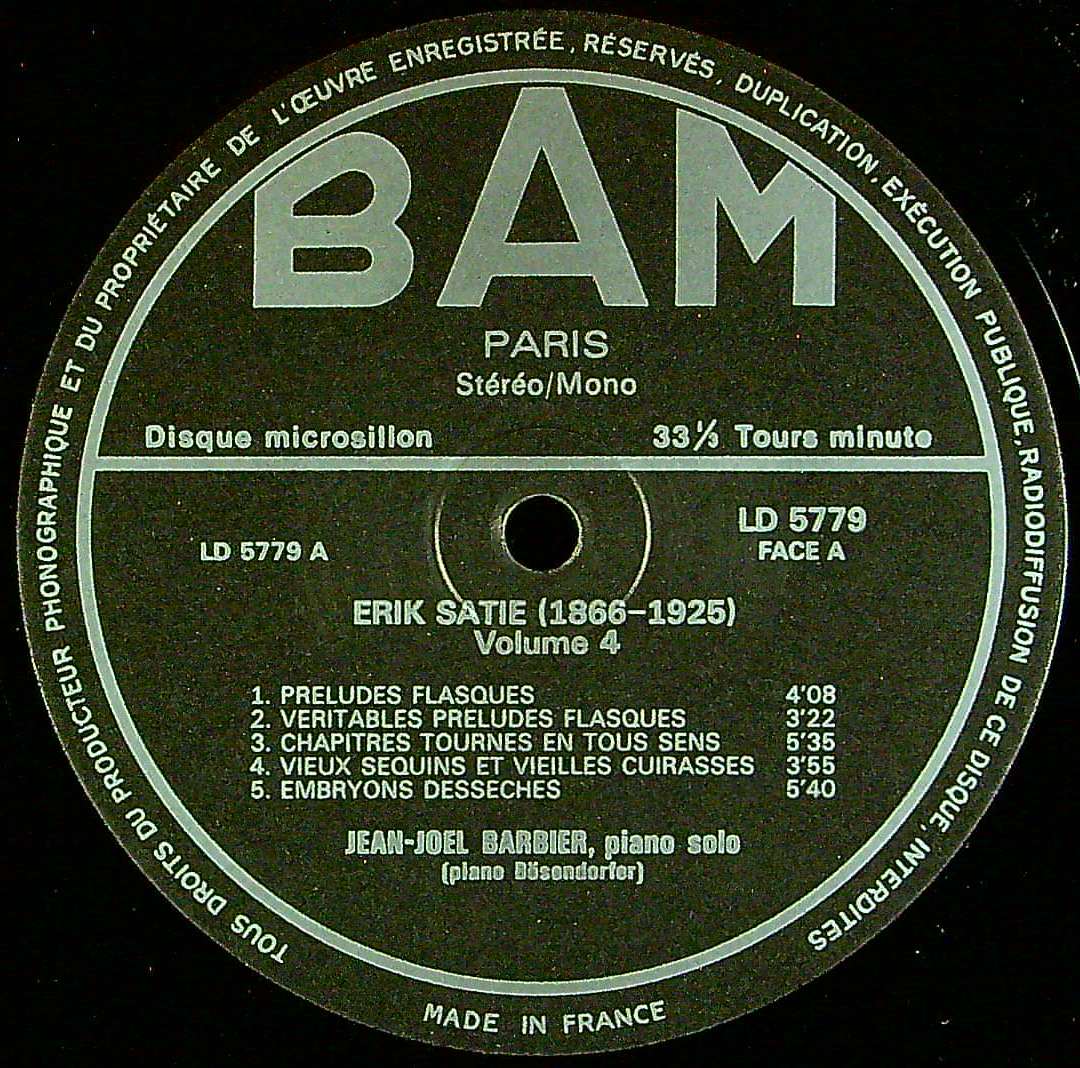 TOUS DROITS DU PRODUCTEUR PHONOGRAPHIQUE ET DU PROPRIÉTAIRE DE L'ŒUVRE ENREGISTRÉE, RÉSERVÉS, DUPLICATION, EXÉCUTION PUBLIQUE, RADIODIFFUSION DE CE DISQUE, INTERDITES
BAM
PARIS
Stéréo/Mono
Disque microsillon 33⅓ Tours minute
LD 5779 A
LD 5779
FACE A
ERIK SATIE (1866-1925)
Volume 4
1. PRELUDES FLASQUES 4'08
2. VERITABLES PRELUDES FLASQUES 3'22
3. CHAPITRES TOURNES EN TOUS SENS 5'35
4. VIEUX SEQUINS ET VIEILLES CUIRASSES 3'55
5. EMBRYONS DESSECHES 5'40
JEAN-JOEL BARBIER, piano solo
(piano Bösendorfer)
MADE IN FRANCE